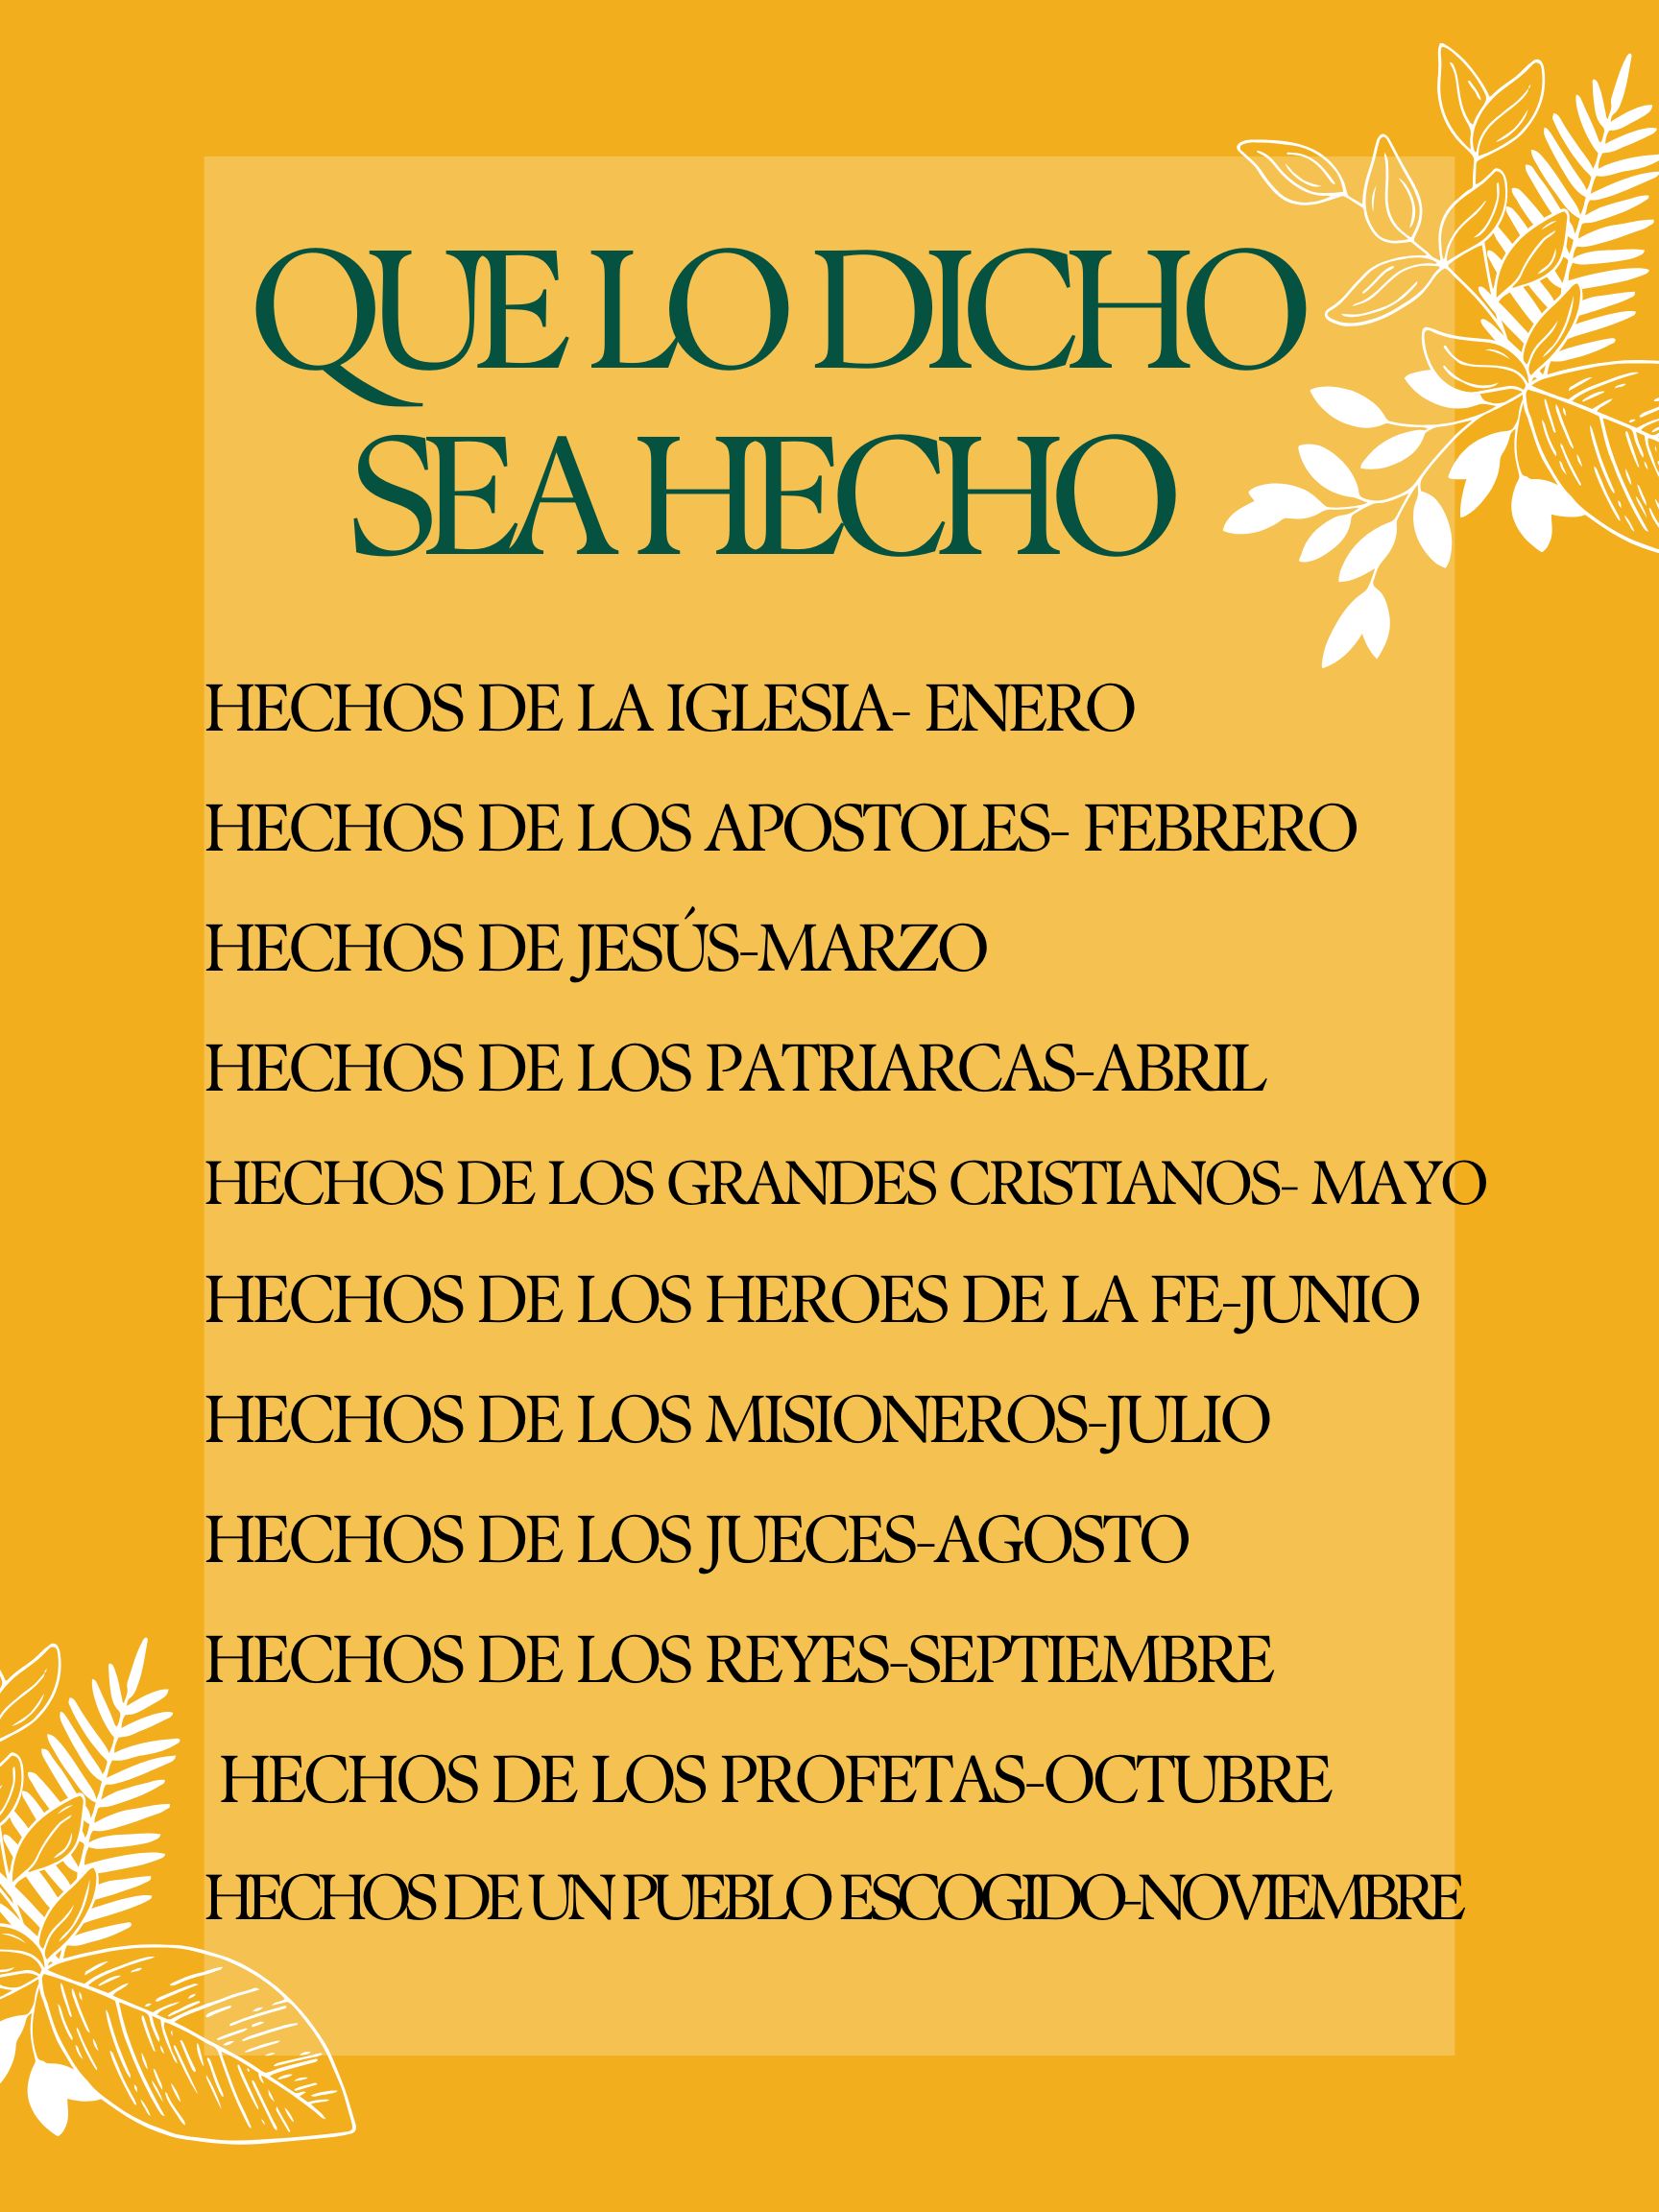 QUE LO DICHO
SEA HECHO
HECHOS DE LA IGLESIA- ENERO
HECHOS DE LOS APOSTOLES- FEBRERO
HECHOS DE JESÚS-MARZO
HECHOS DE LOS PATRIARCAS-ABRIL
HECHOS DE LOS GRANDES CRISTIANOS- MAYO
HECHOS DE LOS HEROES DE LA FE-JUNIO
HECHOS DE LOS MISIONEROS-JULIO
HECHOS DE LOS JUECES-AGOSTO
HECHOS DE LOS REYES-SEPTIEMBRE
HECHOS DE LOS PROFETAS-OCTUBRE
HECHOS DE UN PUEBLO ESCOGIDO-NOVIEMBRE